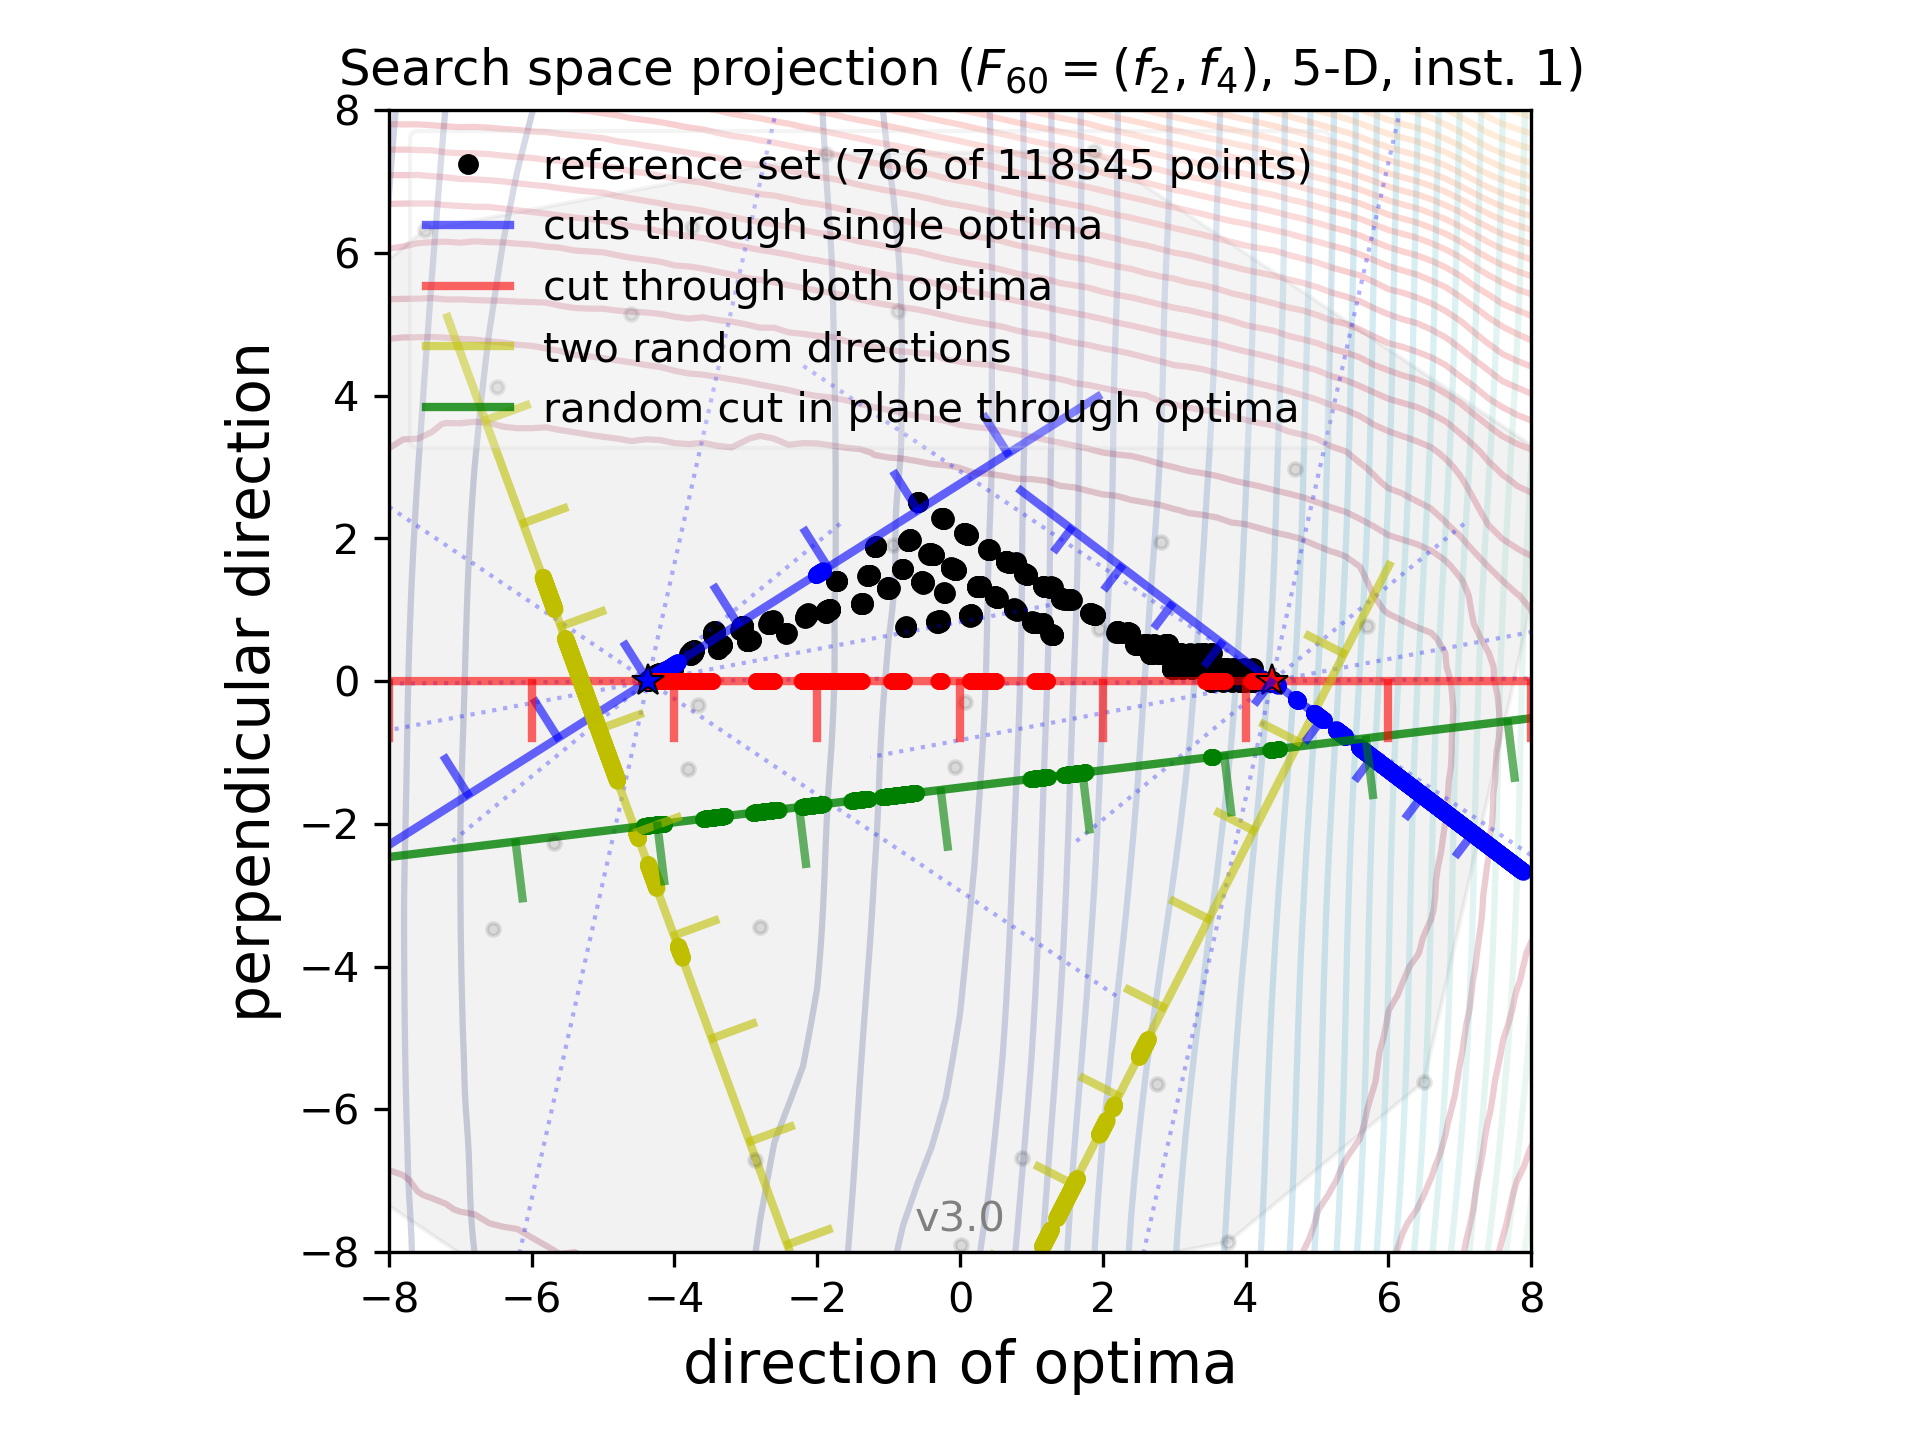 Search space projection (F₆₀ = (f₂, f₄), 5-D, inst. 1)
reference set (766 of 118545 points)
cuts through single optima
cut through both optima
two random directions
random cut in plane through optima
8
6
4
2
0
−2
−4
−6
−8
perpendicular direction
v3.0
−8 −6 −4 −2 0 2 4 6 8
direction of optima